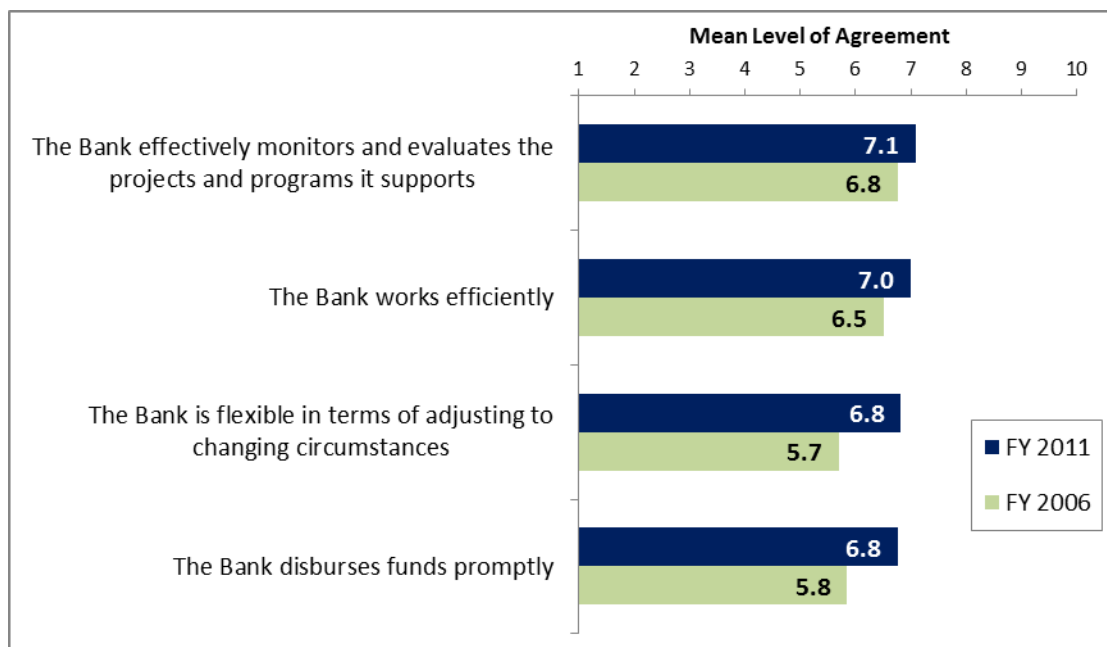 Mean Level of Agreement
1 2 3 4 5 6 7 8 9 10
The Bank effectively monitors and evaluates the
projects and programs it supports
7.1
6.8
The Bank works efficiently
7.0
6.5
The Bank is flexible in terms of adjusting to
changing circumstances
6.8
5.7
The Bank disburses funds promptly
6.8
5.8
FY 2011
FY 2006